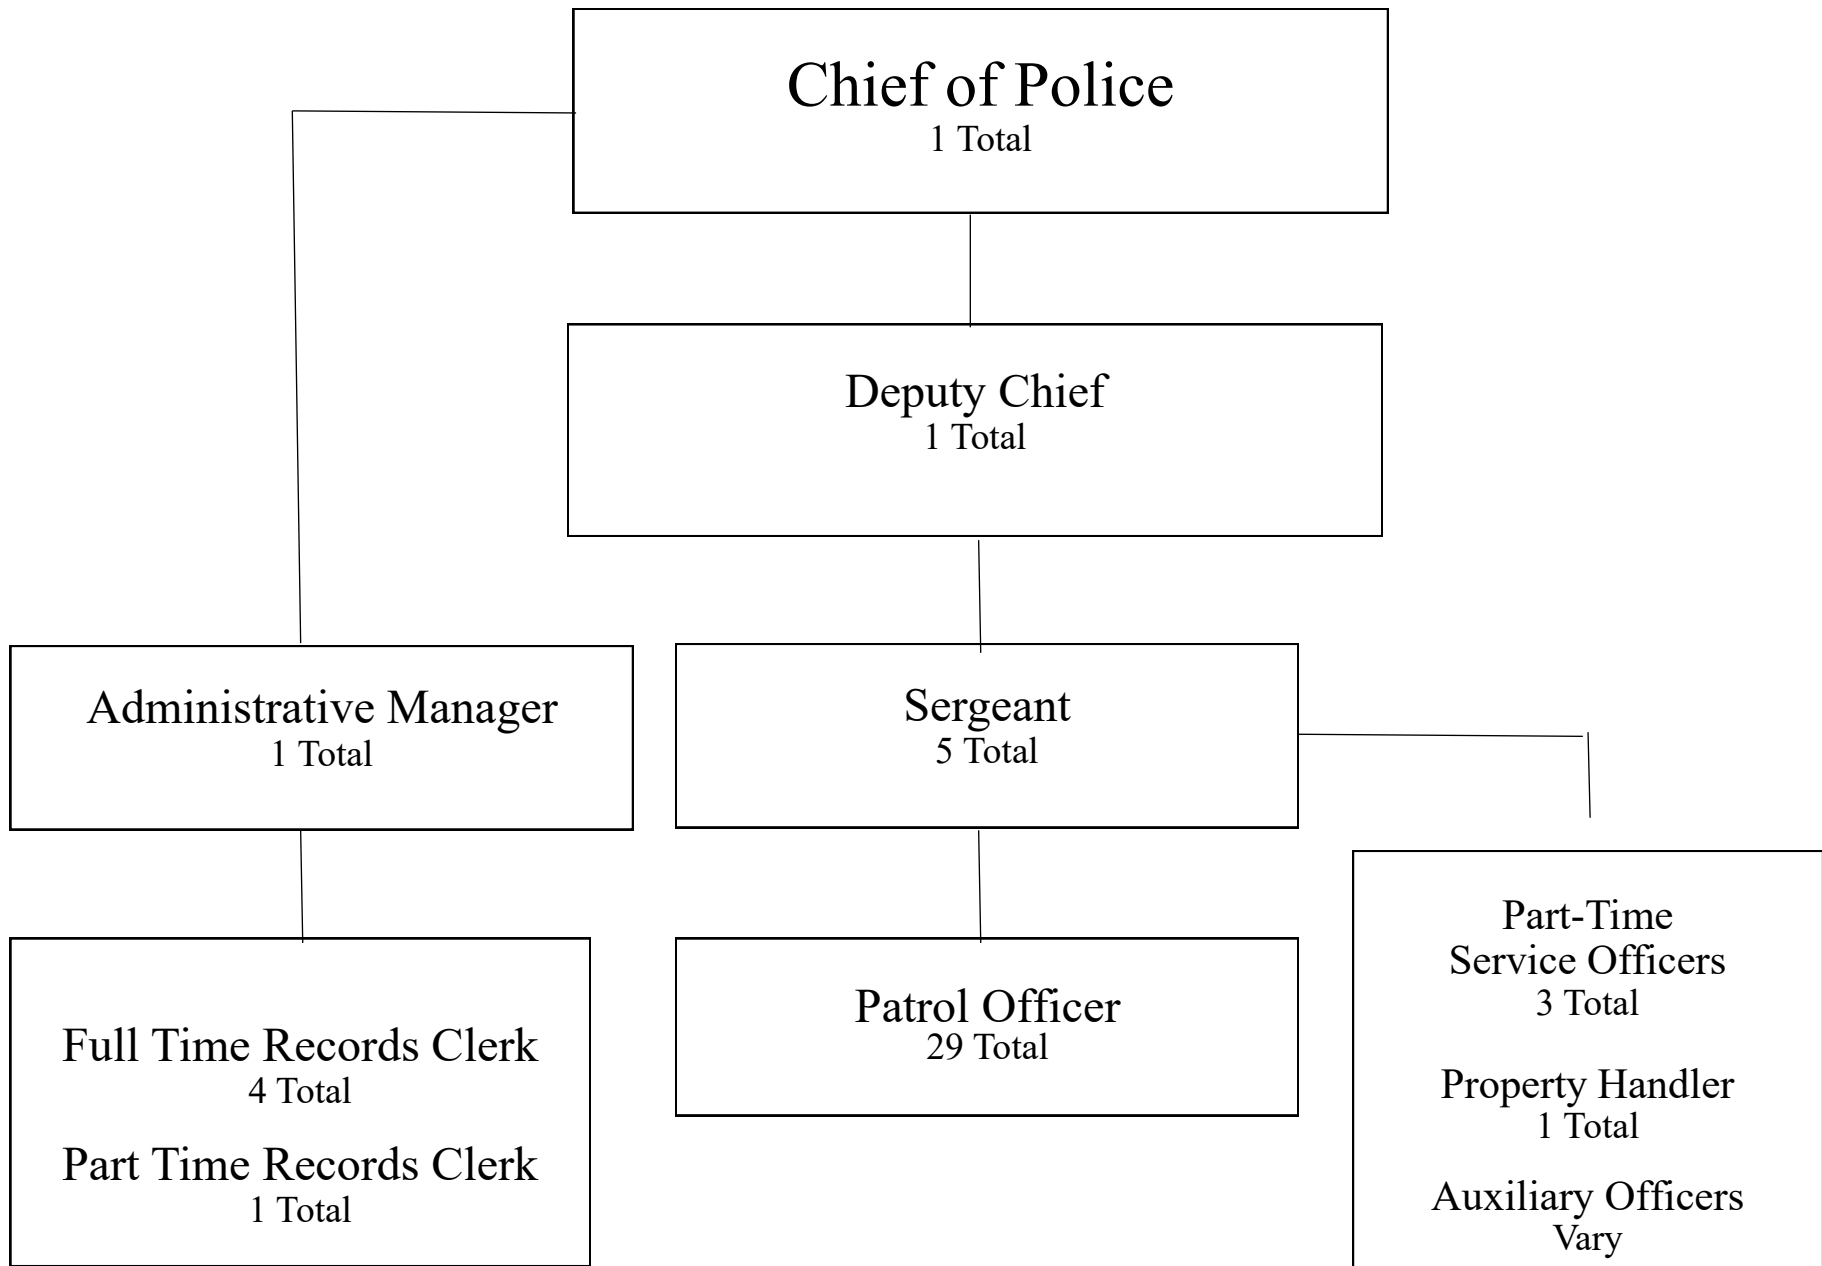 Chief of Police
1 Total
Deputy Chief
1 Total
Administrative Manager
1 Total
Sergeant
5 Total
Full Time Records Clerk
4 Total
Part Time Records Clerk
1 Total
Patrol Officer
29 Total
Part-Time
Service Officers
3 Total
Property Handler
1 Total
Auxiliary Officers
Vary